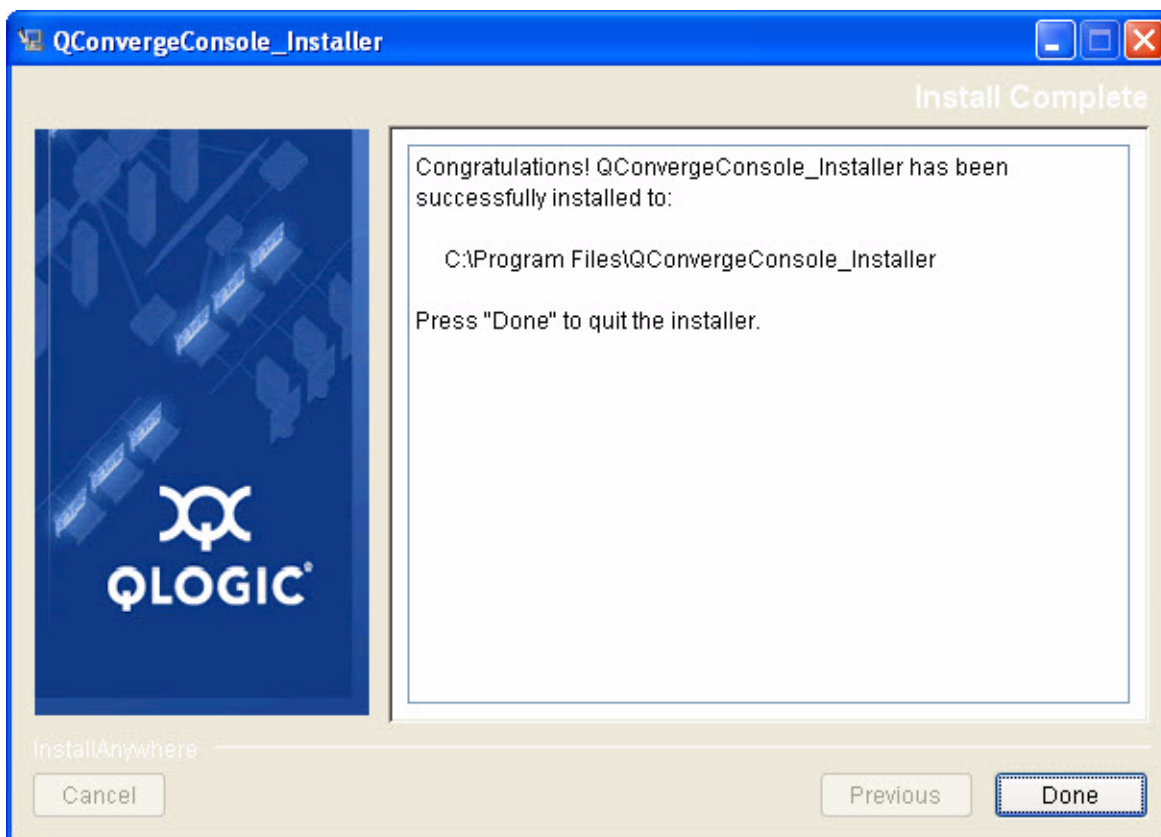 QConvergeConsole_Installer
Install Complete
Congratulations! QConvergeConsole_Installer has been
successfully installed to:
C:\Program Files\QConvergeConsole_Installer
Press "Done" to quit the installer.
QLOGIC®
InstallAnywhere
Cancel
Previous
Done